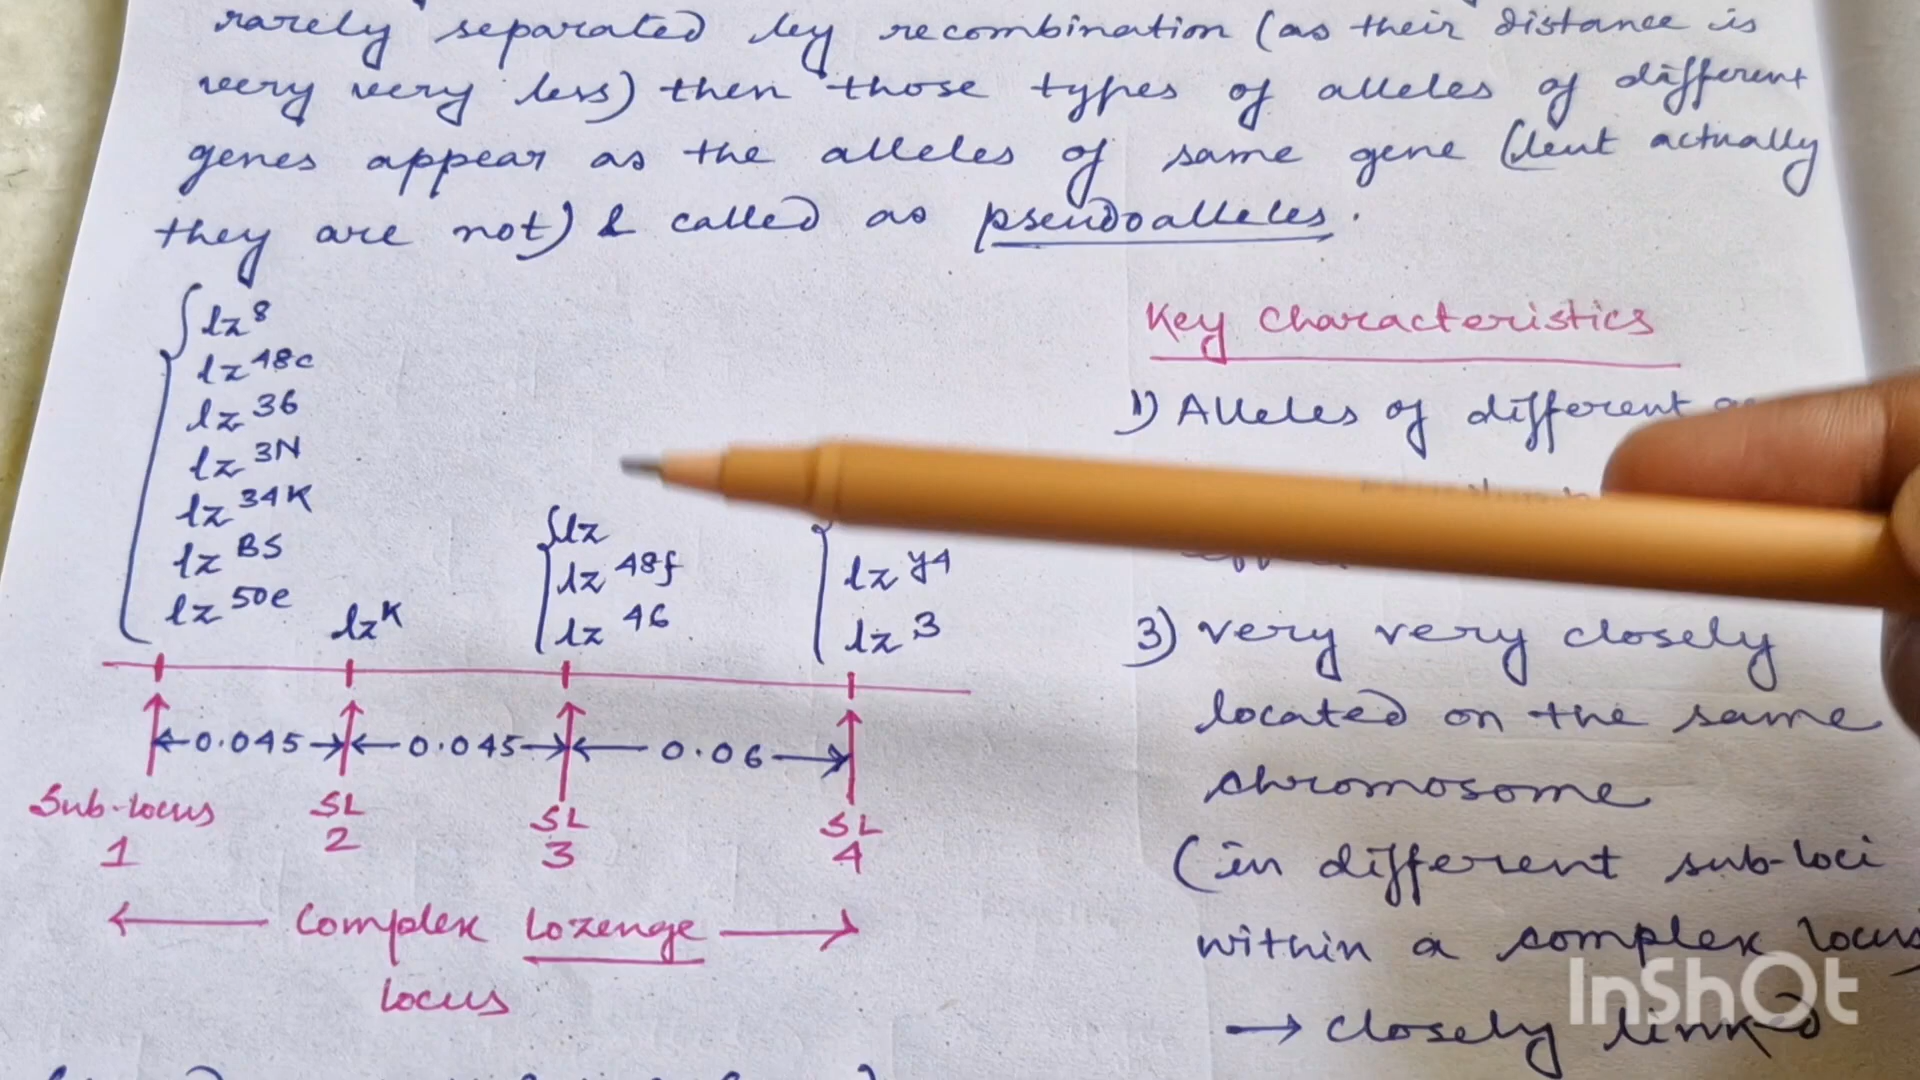 rarely separated by recombination (as their distance is
very very less) then those types of alleles of different
genes appear as the alleles of same gene (but actually
they are not) & called as pseudoalleles.
lz 8
lz 48c
lz 36
lz 3N
lz 34K
lz BS
lz 50e
lz K
lz
lz 48f
lz 46
lz y4
lz 3
0.045 0.045 0.06
Sub-locus 1
SL 2
SL 3
SL 4
Complex Lozenge
locus
Key Characteristics
1) Alleles of different
3) very very closely
located on the same
chromosome
(in different sub-loci
within a complex locus)
→ closely linked
InShOt